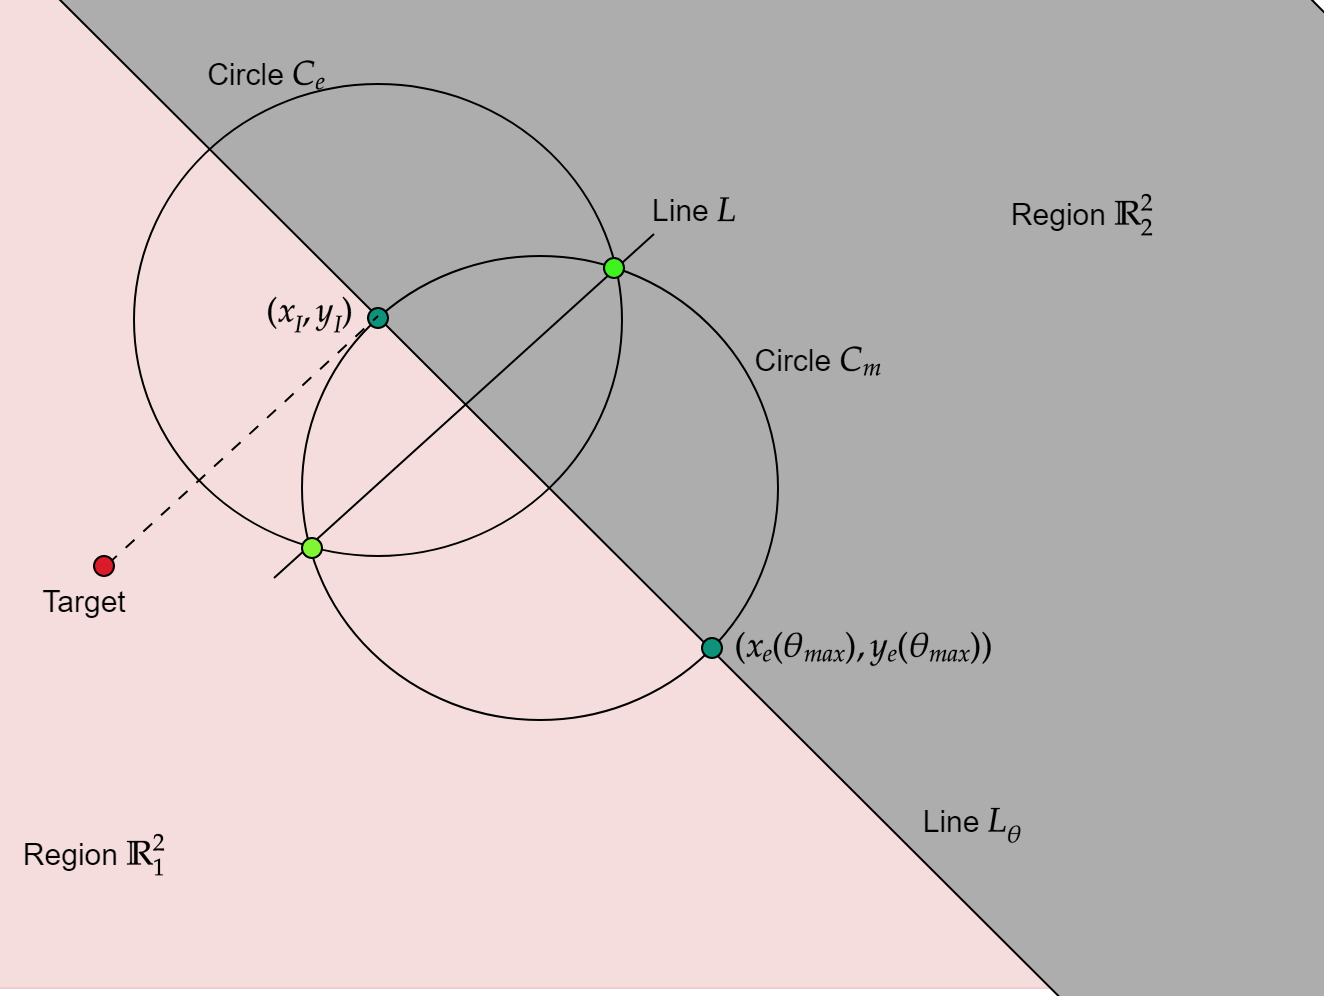 Circle $C_e$
Line $L$
Region $\mathbb{R}_2^2$
$(x_I, y_I)$
Circle $C_m$
Target
$(x_e(\theta_{max}), y_e(\theta_{max}))$
Line $L_\theta$
Region $\mathbb{R}_1^2$